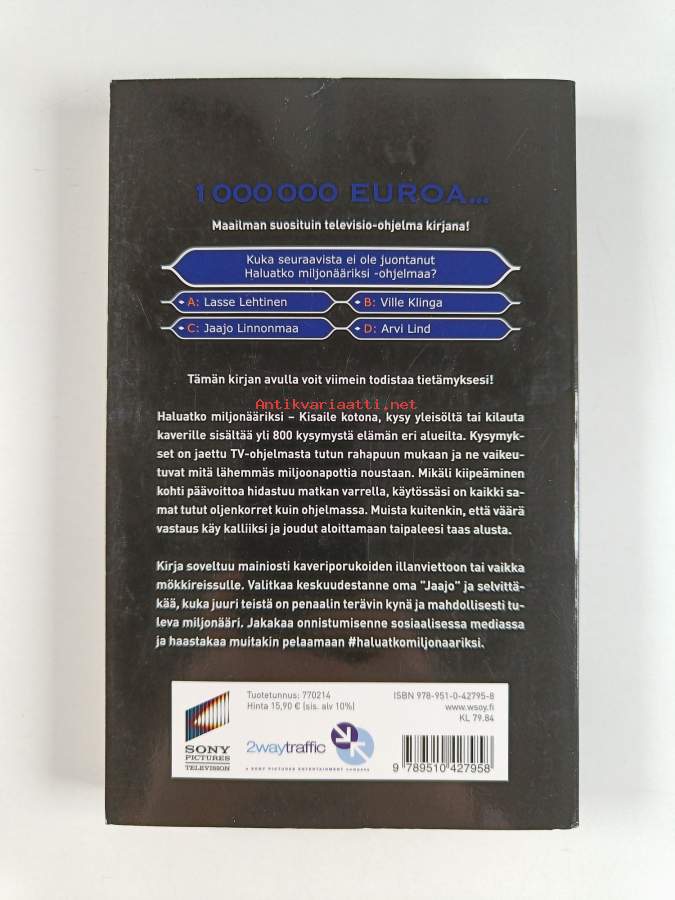 1 000 000 EUROA...
Maailman suosituin televisio-ohjelma kirjana!
Kuka seuraavista ei ole juontanut
Haluatko miljonääriksi -ohjelmaa?
A: Lasse Lehtinen
B: Ville Klinga
C: Jaajo Linnonmaa
D: Arvi Lind
Tämän kirjan avulla voit viimein todistaa tietämyksesi!
Antikvariaatti.net
Haluatko miljonääriksi – Kisaile kotona, kysy yleisöltä tai kilauta
kaverille sisältää yli 800 kysymystä elämän eri alueilta. Kysymyk-
set on jaettu TV-ohjelmasta tutun rahapuun mukaan ja ne vaikeu-
tuvat mitä lähemmäs miljoonapottia noustaan. Mikäli kiipeäminen
kohti päävoittoa hidastuu matkan varrella, käytössäsi on kaikki sa-
mat tutut oljenkorret kuin ohjelmassa. Muista kuitenkin, että väärä
vastaus käy kalliiksi ja joudut aloittamaan taipaleesi taas alusta.
Kirja soveltuu mainiosti kaveriporukoiden illanviettoon tai vaikka
mökkireissulle. Valitkaa keskuudestanne oma "Jaajo" ja selvittä-
kää, kuka juuri teistä on penaalin terävin kynä ja mahdollisesti tu-
leva miljonääri. Jakakaa onnistumisenne sosiaalisessa mediassa
ja haastakaa muitakin pelaamaan #haluatkomiljonaariksi.
SONY
PICTURES
TELEVISION
Tuotetunnus: 770214
Hinta 15,90 € (sis. alv 10%)
2waytraffic
A SONY PICTURES ENTERTAINMENT COMPANY
ISBN 978-951-0-42795-8
www.wsoy.fi
KL 79.84
9 789510 427958